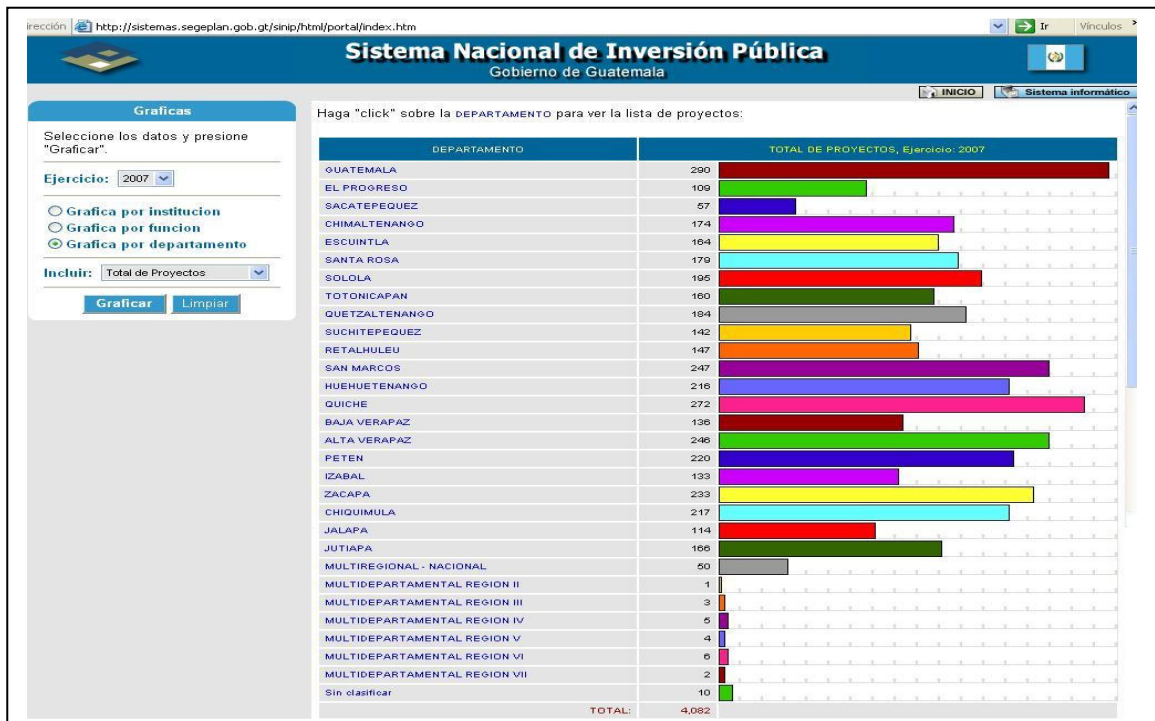 irección http://sistemas.segeplan.gob.gt/sinip/html/portal/index.htm Ir Vínculos
Sistema Nacional de Inversión Pública
Gobierno de Guatemala
INICIO Sistema informático
Graficas
Seleccione los datos y presione
"Graficar".
Ejercicio: 2007
Grafica por institucion
Grafica por funcion
Grafica por departamento
Incluir: Total de Proyectos
Graficar Limpiar
Haga "click" sobre la DEPARTAMENTO para ver la lista de proyectos:
DEPARTAMENTO TOTAL DE PROYECTOS, Ejercicio: 2007
GUATEMALA 290
EL PROGRESO 109
SACATEPEQUEZ 57
CHIMALTENANGO 174
ESCUINTLA 164
SANTA ROSA 179
SOLOLA 195
TOTONICAPAN 160
QUETZALTENANGO 184
SUCHITEPEQUEZ 142
RETALHULEU 147
SAN MARCOS 247
HUEHUETENANGO 216
QUICHE 272
BAJA VERAPAZ 136
ALTA VERAPAZ 246
PETEN 220
IZABAL 133
ZACAPA 233
CHIQUIMULA 217
JALAPA 114
JUTIAPA 166
MULTIREGIONAL - NACIONAL 50
MULTIDEPARTAMENTAL REGION II 1
MULTIDEPARTAMENTAL REGION III 3
MULTIDEPARTAMENTAL REGION IV 5
MULTIDEPARTAMENTAL REGION V 4
MULTIDEPARTAMENTAL REGION VI 6
MULTIDEPARTAMENTAL REGION VII 2
Sin clasificar 10
TOTAL: 4,082